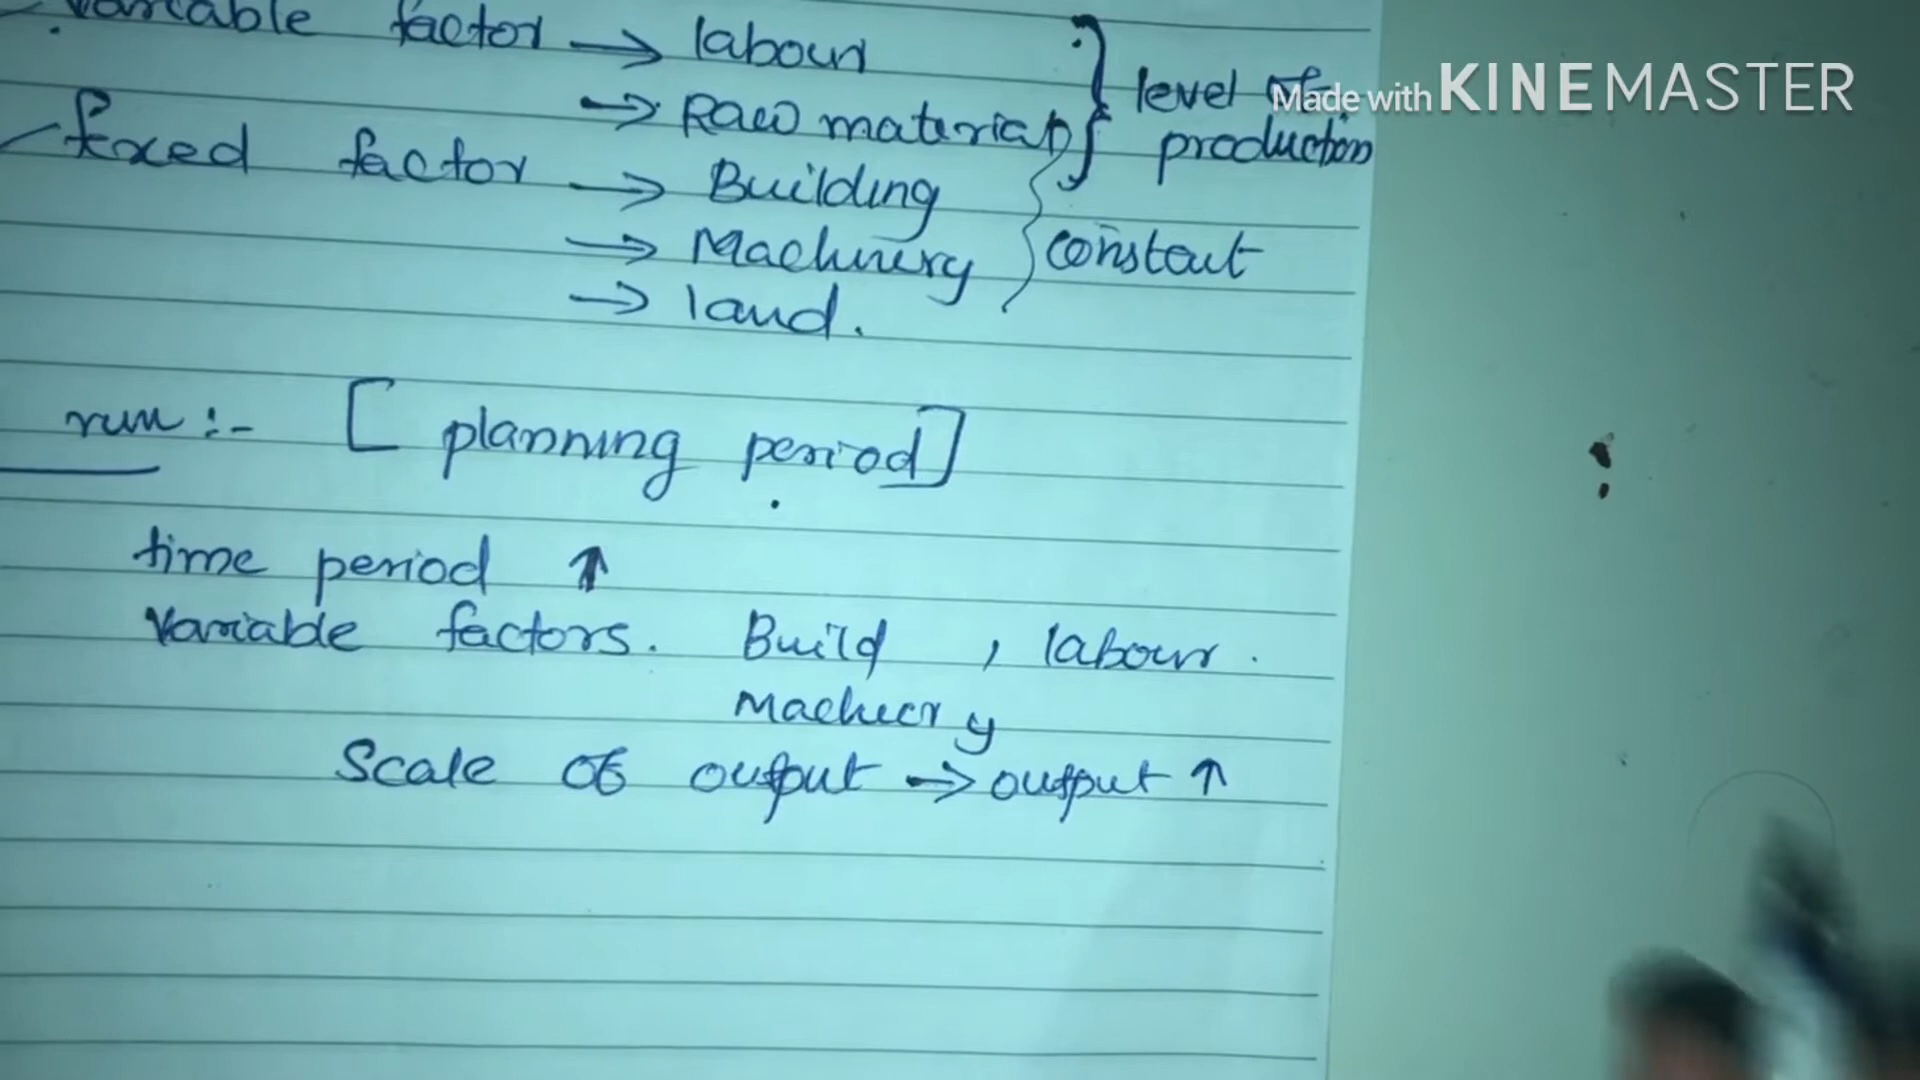 variable factor → labour
→ Raw material } level of
fixed factor → Building production
→ Machinery } constant
→ land.
run :- [ planning period ]
time period ↑
Variable factors. Build , labour.
Machery
Scale of output → output ↑
Made with KINEMASTER